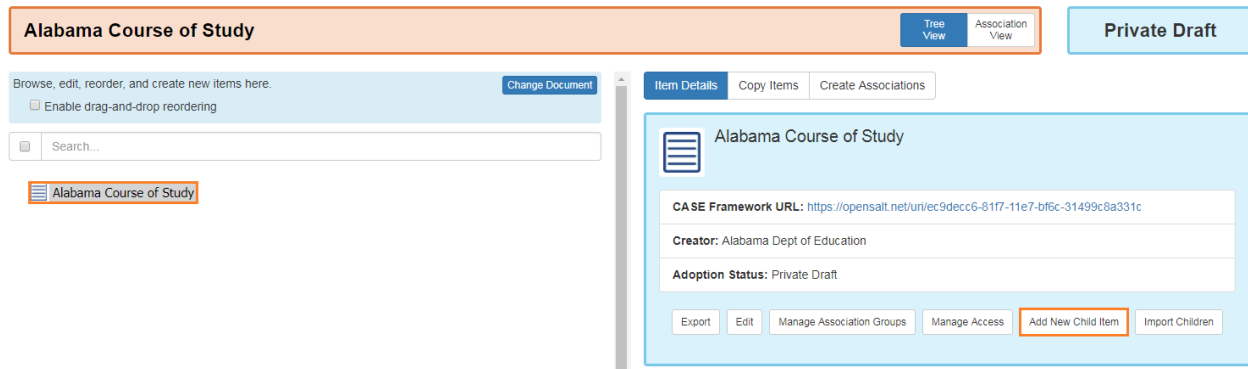 Alabama Course of Study
Tree View
Association View
Private Draft
Browse, edit, reorder, and create new items here.
Change Document
Enable drag-and-drop reordering
Search...
Alabama Course of Study
Item Details
Copy Items
Create Associations
Alabama Course of Study
CASE Framework URL: https://opensalt.net/uri/ec9decc6-81f7-11e7-bf6c-31499c8a331c
Creator: Alabama Dept of Education
Adoption Status: Private Draft
Export
Edit
Manage Association Groups
Manage Access
Add New Child Item
Import Children